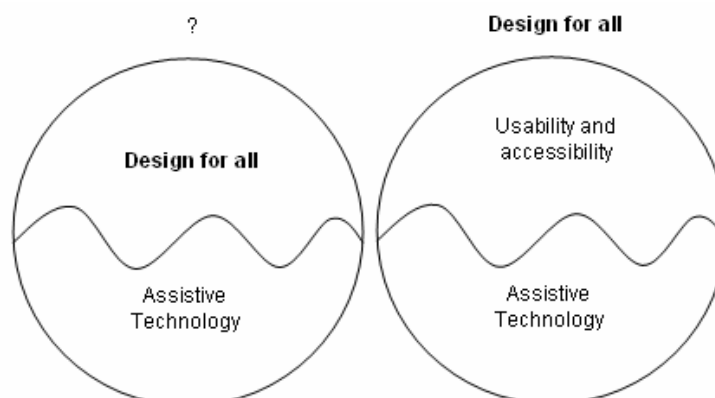 ?
Design for all
Assistive
Technology
Design for all
Usability and
accessibility
Assistive
Technology